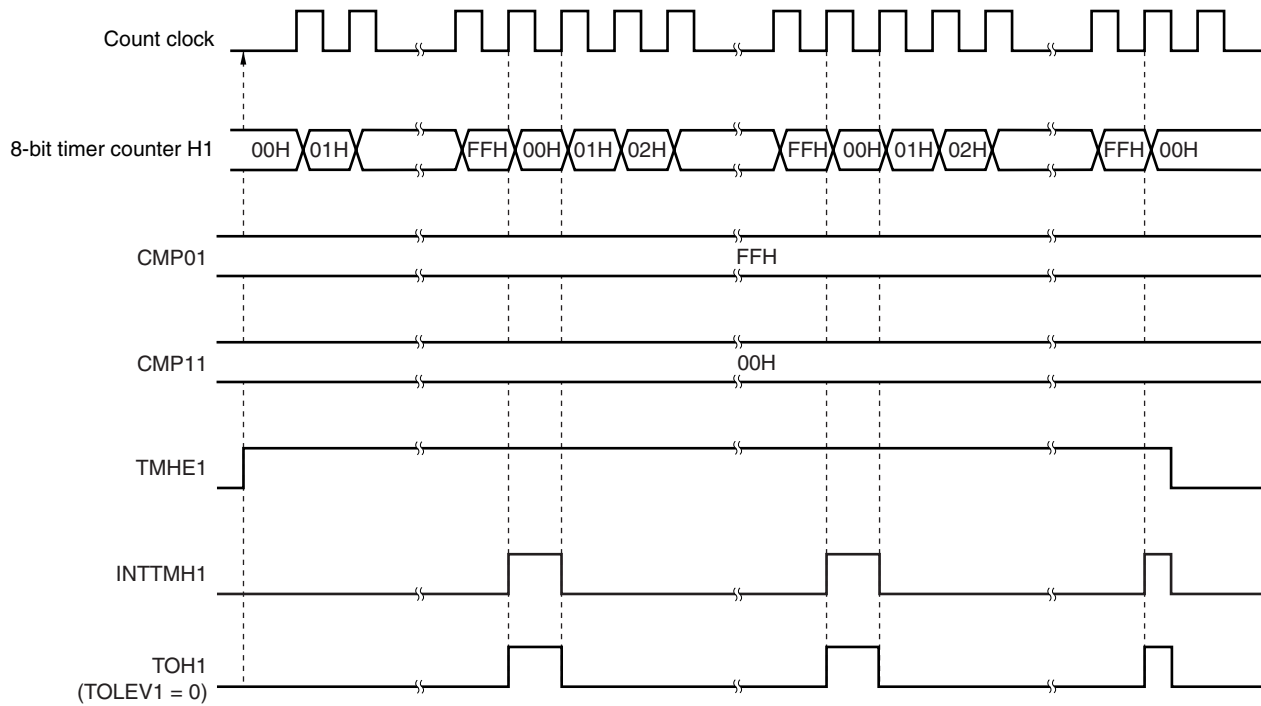 Count clock
8-bit timer counter H1
00H 01H FFH 00H 01H 02H FFH 00H 01H 02H FFH 00H
CMP01
FFH
CMP11
00H
TMHE1
INTTMH1
TOH1
(TOLEV1 = 0)